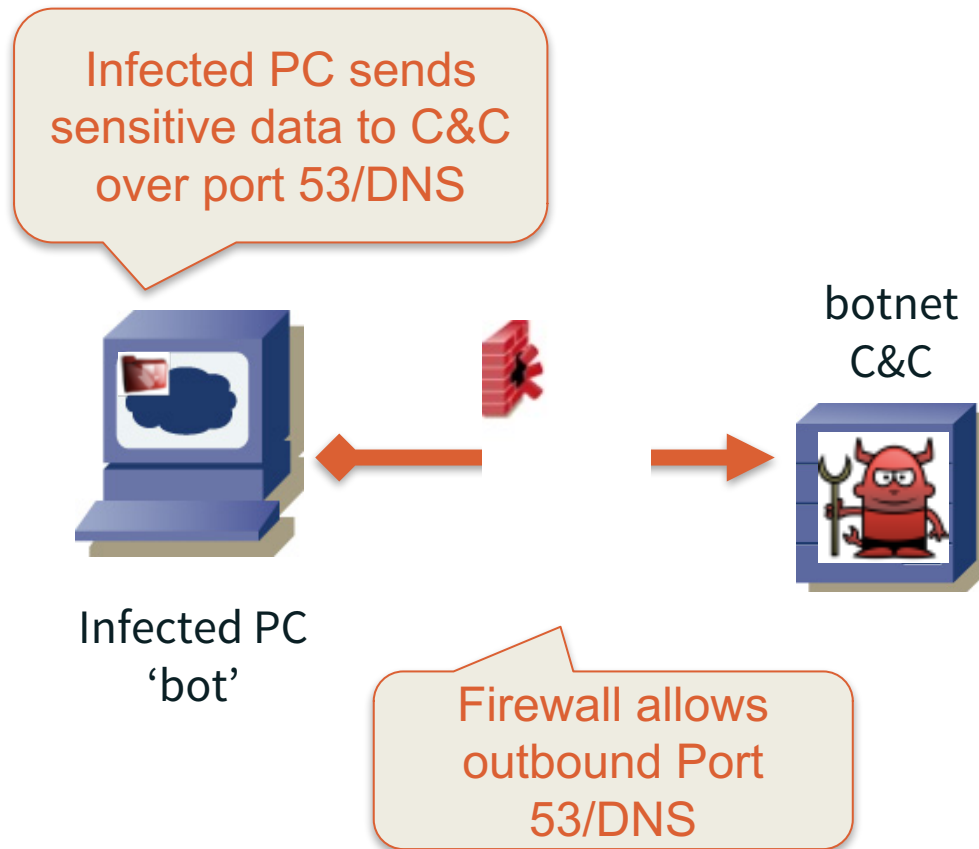 Infected PC sends
sensitive data to C&C
over port 53/DNS
botnet
C&C
Infected PC
‘bot’
Firewall allows
outbound Port
53/DNS